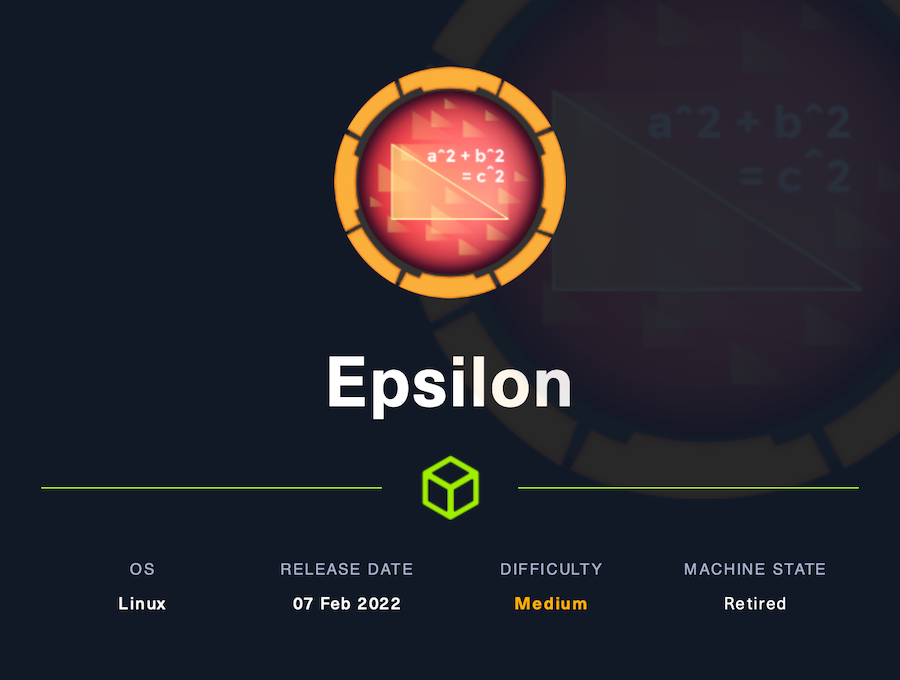 a^2 + b^2
= c^2
a^2 + b^2
= c^2
Epsilon
OS
RELEASE DATE
DIFFICULTY
MACHINE STATE
Linux
07 Feb 2022
Medium
Retired